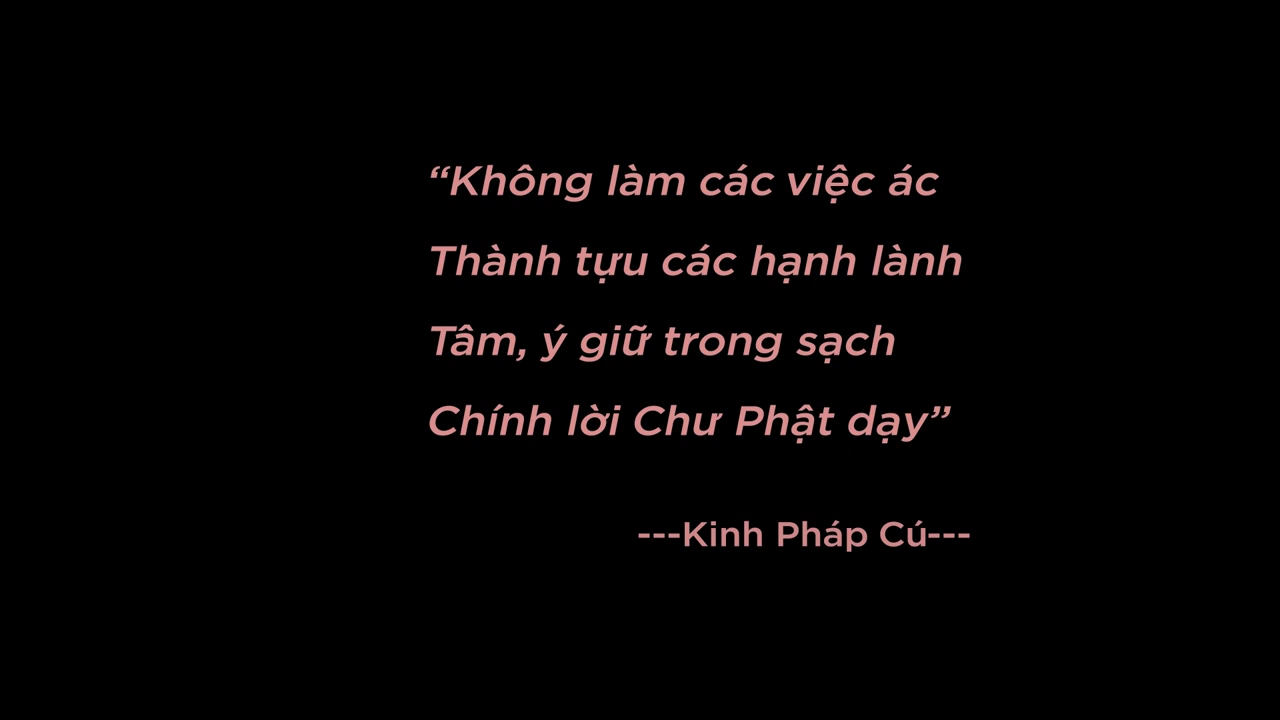 “Không làm các việc ác
Thành tựu các hạnh lành
Tâm, ý giữ trong sạch
Chính lời Chư Phật dạy”
---Kinh Pháp Cú---